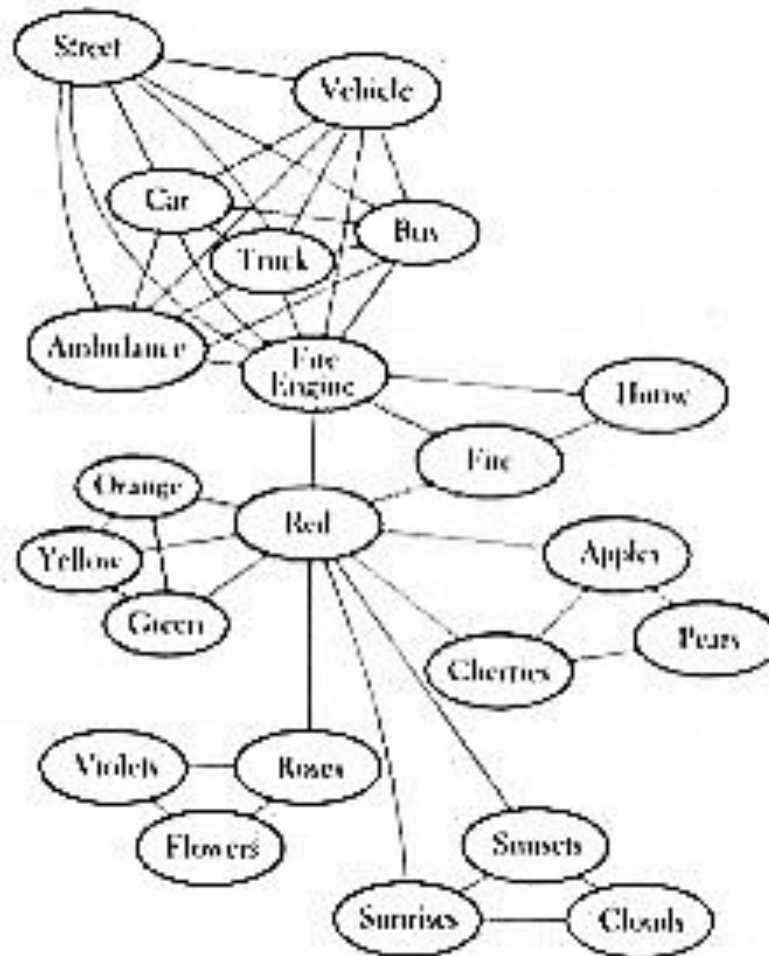 Street
Vehicle
Car
Bus
Truck
Ambulance
Fire
Engine
House
Fire
Orange
Red
Yellow
Apples
Green
Pears
Cherries
Violets
Roses
Flowers
Sunsets
Sunrises
Clouds